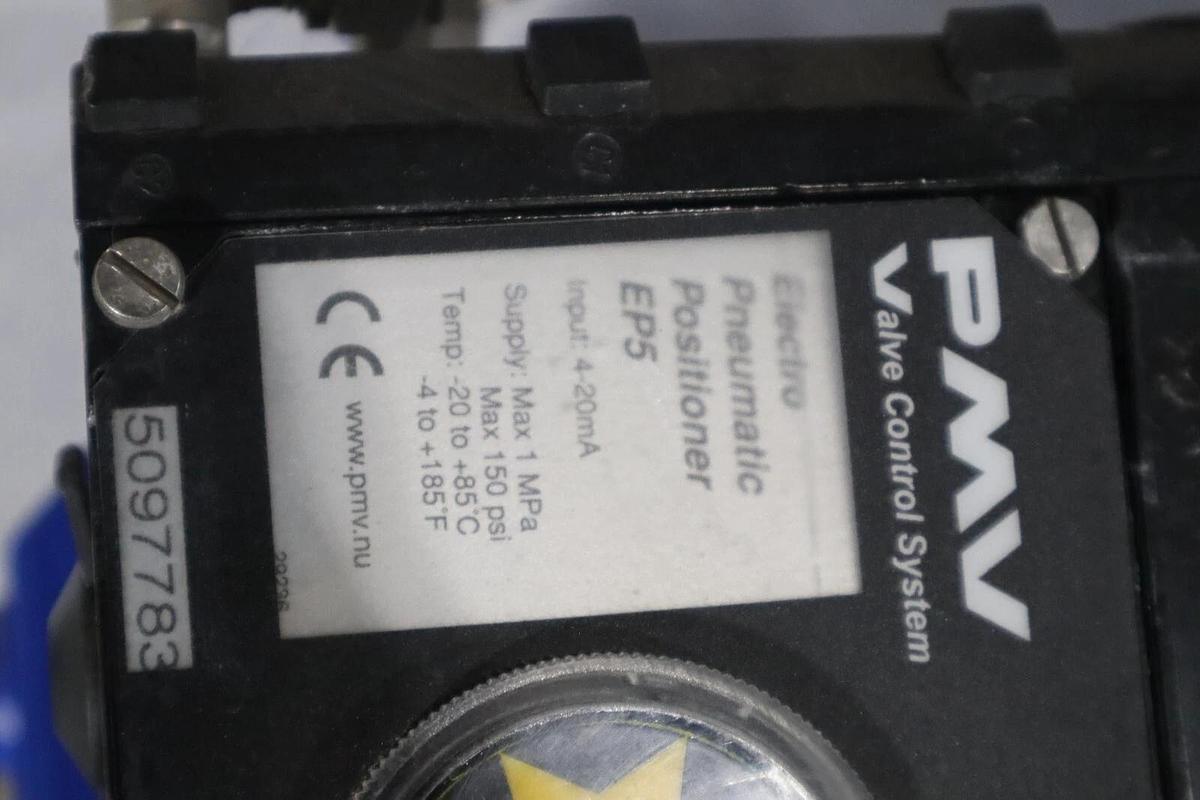 PMV
Valve Control System
Electro
Pneumatic
Positioner
EP5
Input: 4-20mA
Supply: Max 1 MPa
Max 150 psi
Temp: -20 to +85°C
-4 to +185°F
CE www.pmv.nu
5097783